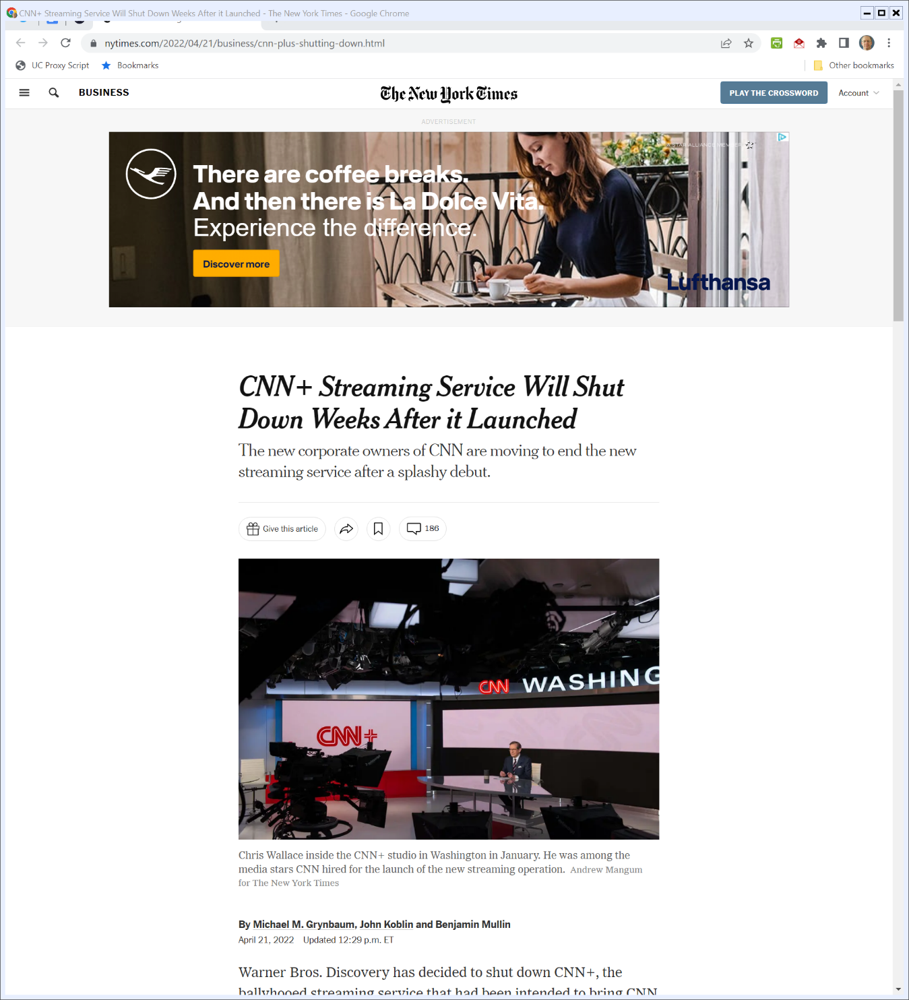 CNN+ Streaming Service Will Shut Down Weeks After it Launched - The New York Times - Google Chrome
nytimes.com/2022/04/21/business/cnn-plus-shutting-down.html
UC Proxy Script Bookmarks Other bookmarks
BUSINESS The New York Times PLAY THE CROSSWORD Account
ADVERTISEMENT
A STAR ALLIANCE MEMBER
There are coffee breaks.
And then there is La Dolce Vita.
Experience the difference.
Discover more
Lufthansa
CNN+ Streaming Service Will Shut
Down Weeks After it Launched
The new corporate owners of CNN are moving to end the new
streaming service after a splashy debut.
Give this article 186
CNN WASHING
CNN+
Chris Wallace inside the CNN+ studio in Washington in January. He was among the
media stars CNN hired for the launch of the new streaming operation. Andrew Mangum
for The New York Times
By Michael M. Grynbaum, John Koblin and Benjamin Mullin
April 21, 2022 Updated 12:29 p.m. ET
Warner Bros. Discovery has decided to shut down CNN+, the
ballyhooed streaming service that had been intended to bring CNN